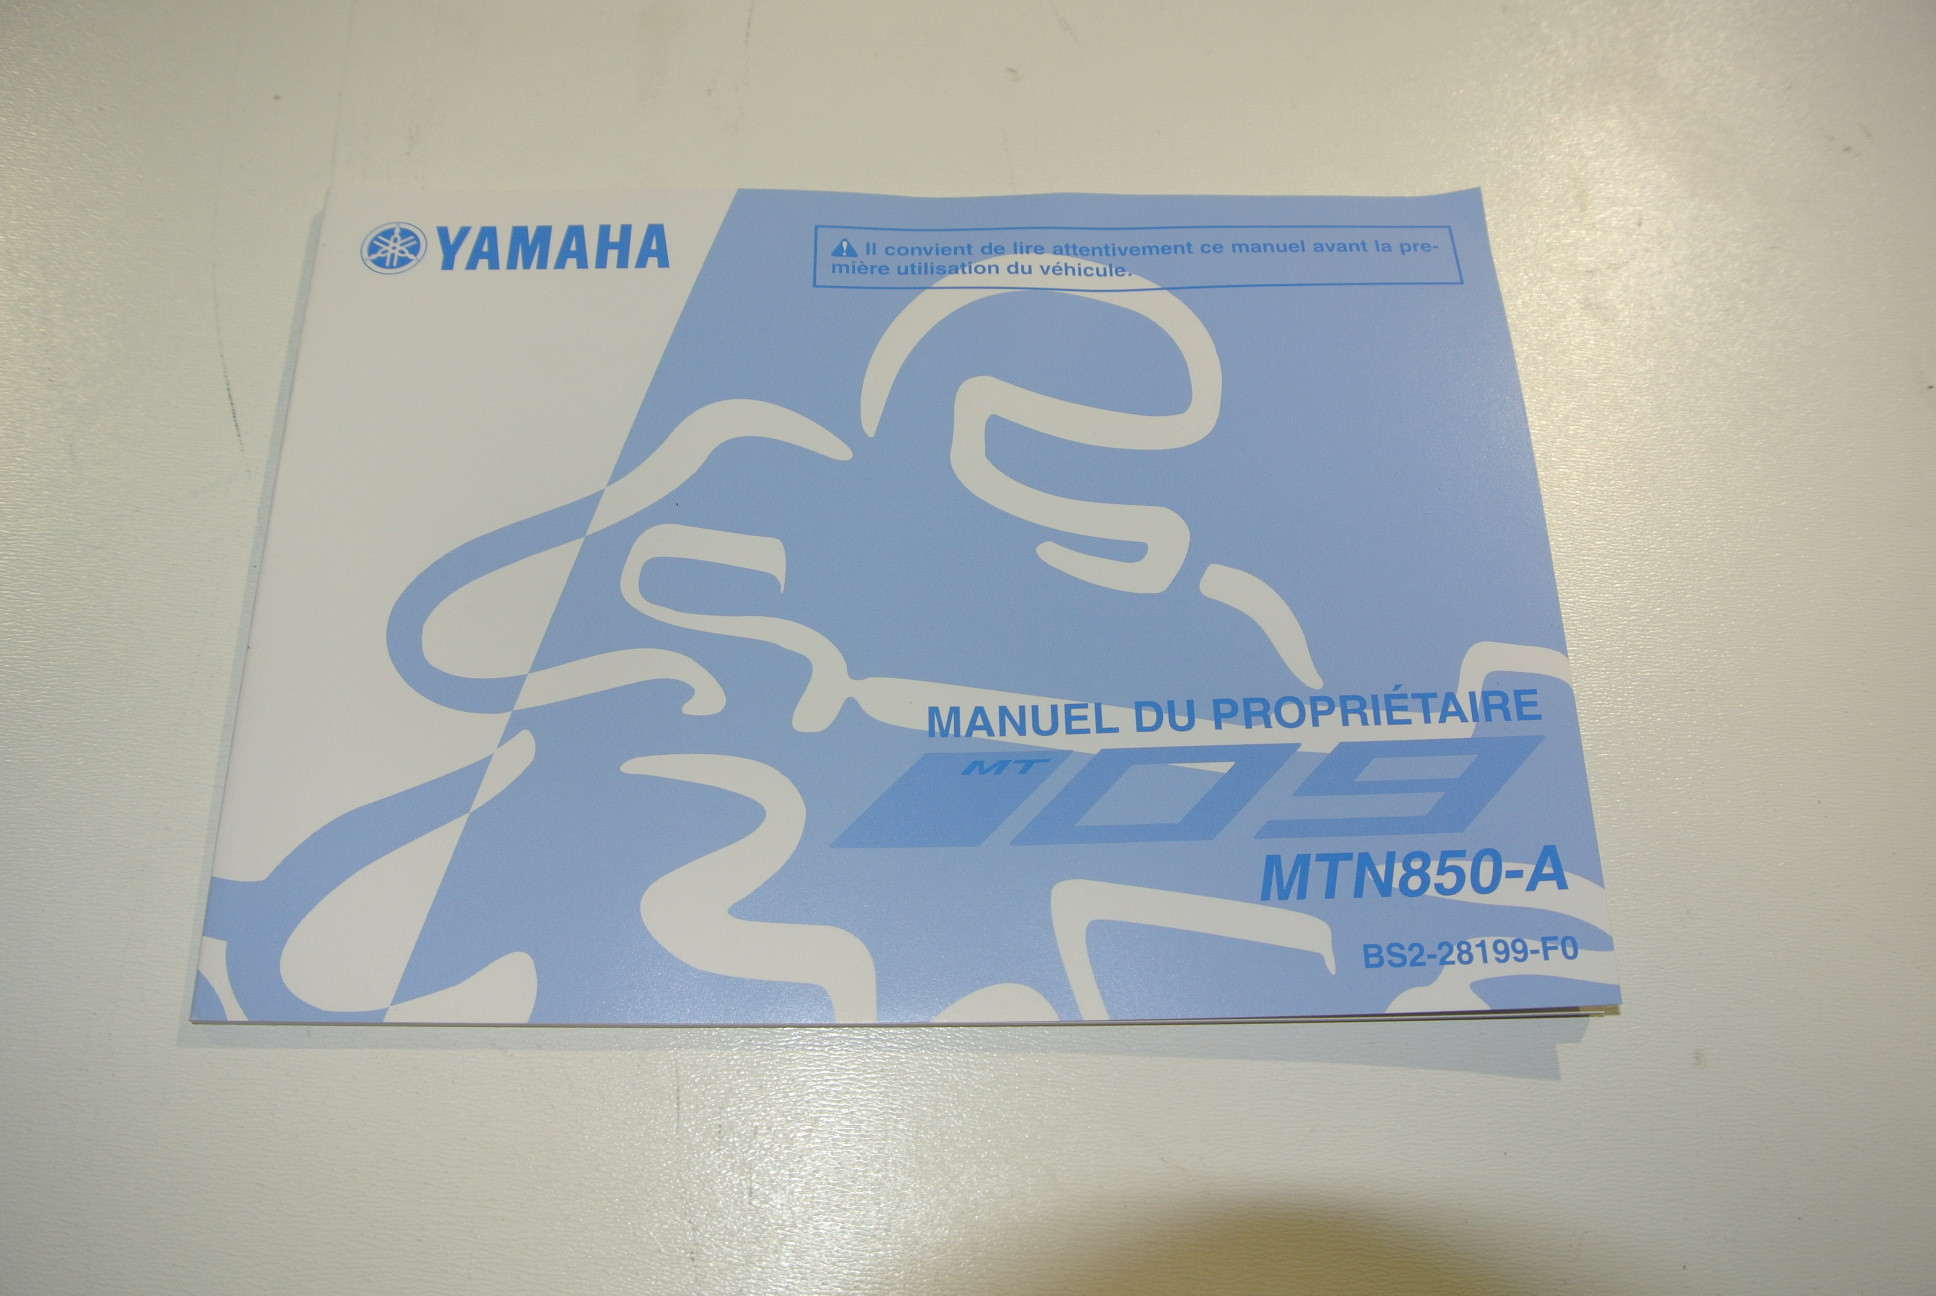 YAMAHA
⚠ Il convient de lire attentivement ce manuel avant la pre-
mière utilisation du véhicule.
MANUEL DU PROPRIÉTAIRE
MT 09
MTN850-A
BS2-28199-F0